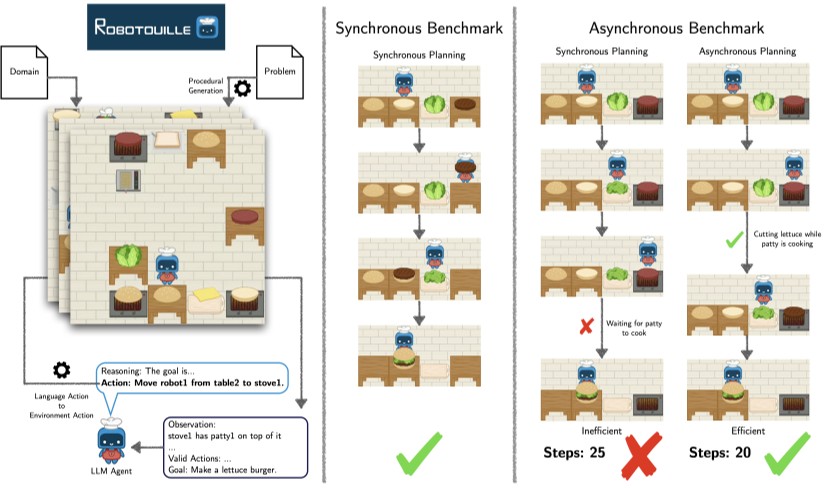 ROBOTOUILLE
Domain
Problem
Procedural
Generation
Language Action
to
Environment Action
Reasoning: The goal is...
Action: Move robot1 from table2 to stove1.
LLM Agent
Observation:
stove1 has patty1 on top of it
...
Valid Actions: ...
Goal: Make a lettuce burger.
Synchronous Benchmark
Synchronous Planning
Asynchronous Benchmark
Synchronous Planning
Waiting for patty
to cook
Inefficient
Steps: 25
Asynchronous Planning
Cutting lettuce while
patty is cooking
Efficient
Steps: 20